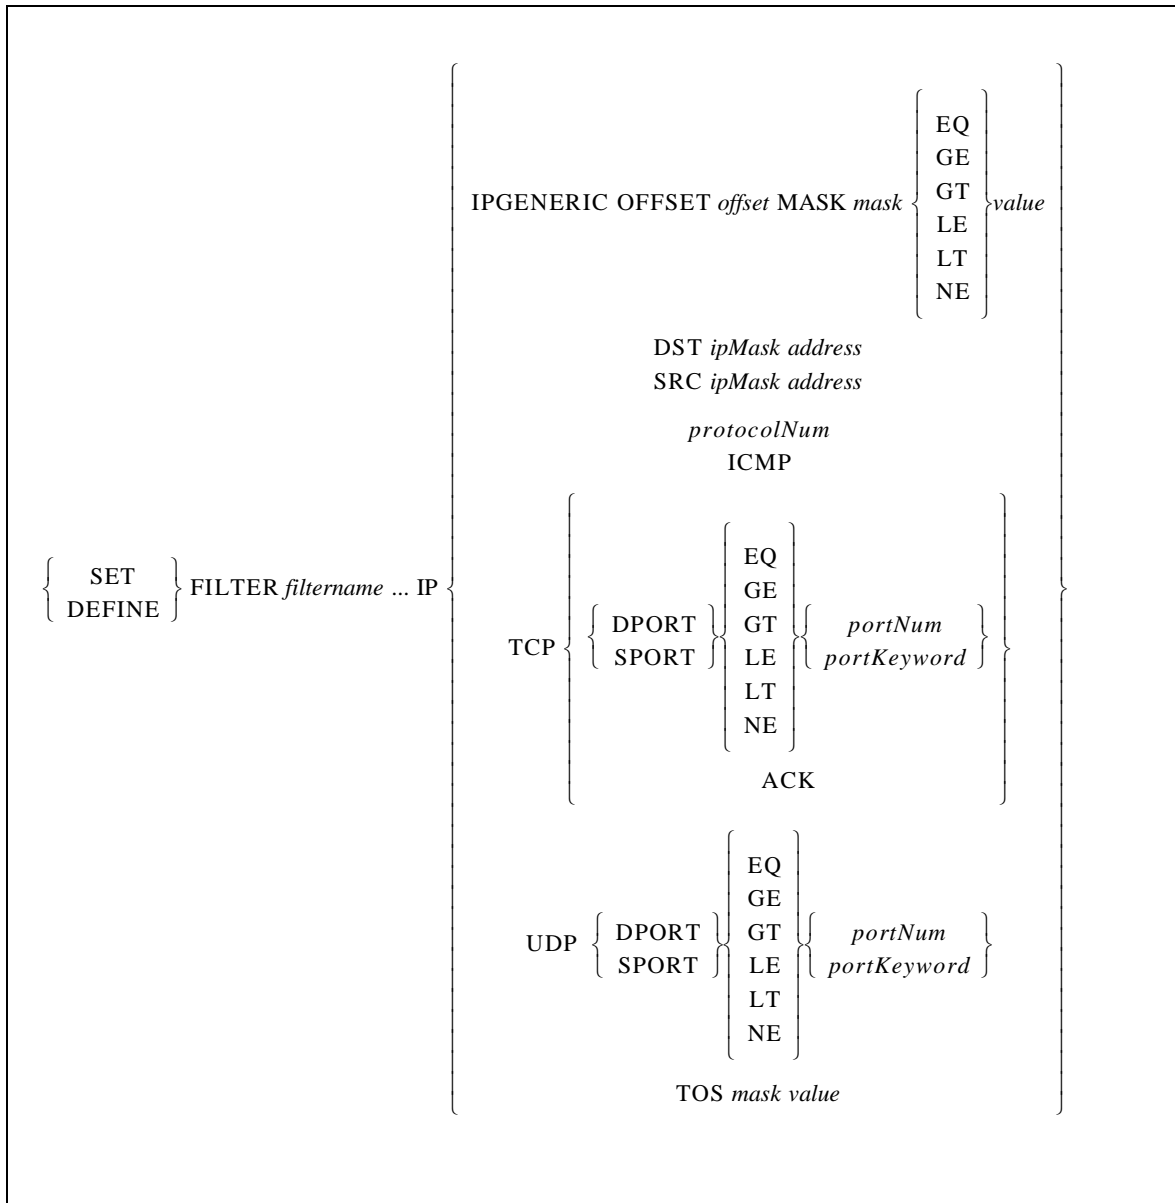 EQ
GE
GT
IPGENERIC OFFSET offset MASK mask value
LE
LT
NE
DST ipMask address
SRC ipMask address
protocolNum
ICMP
SET
DEFINE
FILTER filtername ... IP
TCP
DPORT
SPORT
EQ
GE
GT
LE
LT
NE
portNum
portKeyword
ACK
UDP
DPORT
SPORT
EQ
GE
GT
LE
LT
NE
portNum
portKeyword
TOS mask value